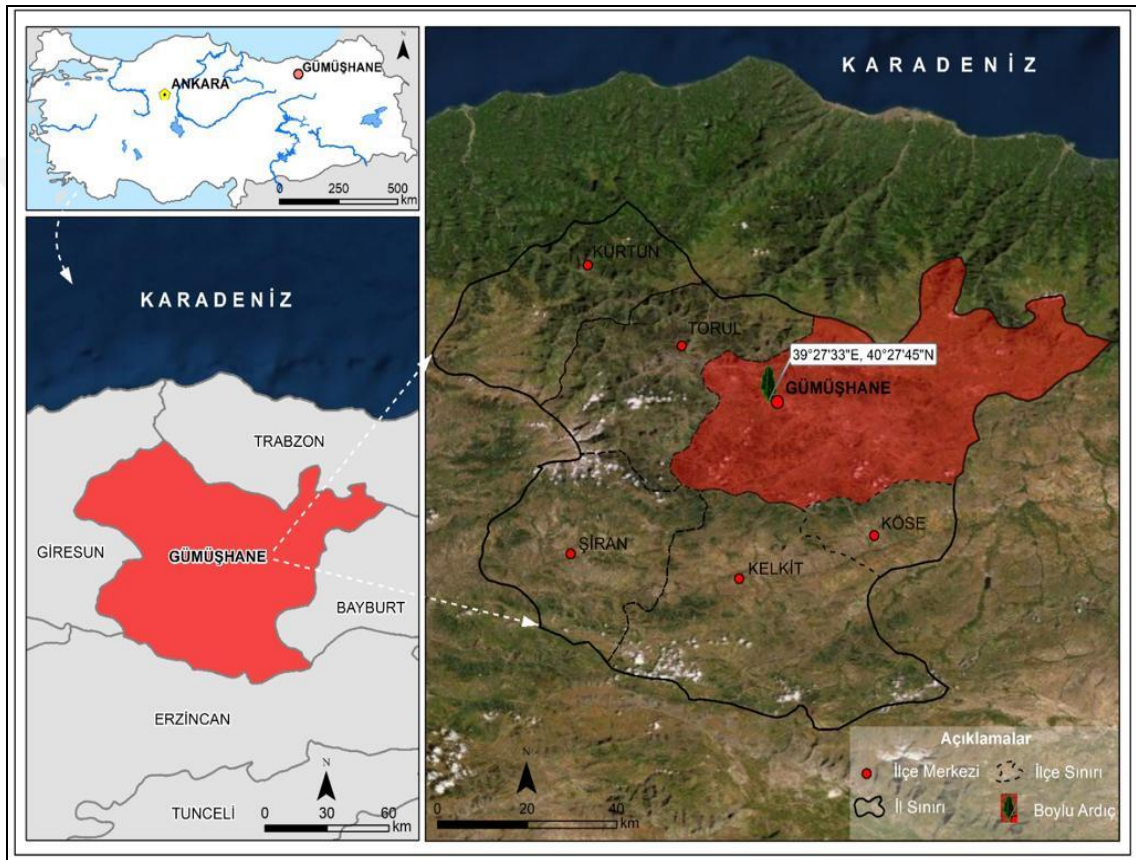 N
GÜMÜŞHANE
ANKARA
0 250 500
km
KARADENİZ
TRABZON
GİRESUN
GÜMÜŞHANE
BAYBURT
ERZİNCAN
TUNCELİ
N
0 30 60
km
KARADENİZ
KÜRTÜN
TORUL
39°27'33"E, 40°27'45"N
GÜMÜŞHANE
KÖSE
ŞİRAN
KELKİT
N
0 20 40
km
Açıklamalar
İlçe Merkezi
İlçe Sınırı
İl Sınırı
Boylu Ardıç